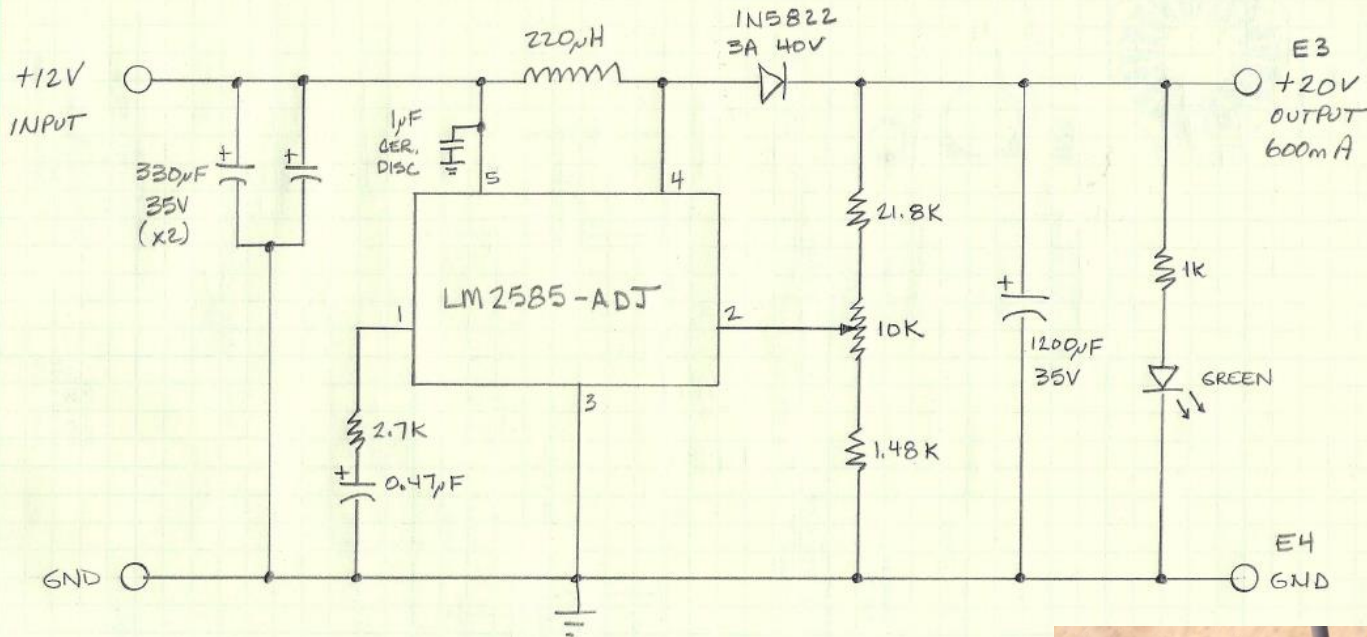 +12V
INPUT
330µF
35V
(x2)
1µF
CER.
DISC
220µH
1N5822
3A 40V
E3
+20V
OUTPUT
600mA
5
4
LM2585-ADJ
1
2
3
2.7K
0.47µF
21.8K
10K
1.48K
1200µF
35V
1K
GREEN
GND
E4
GND
+
+
+
+